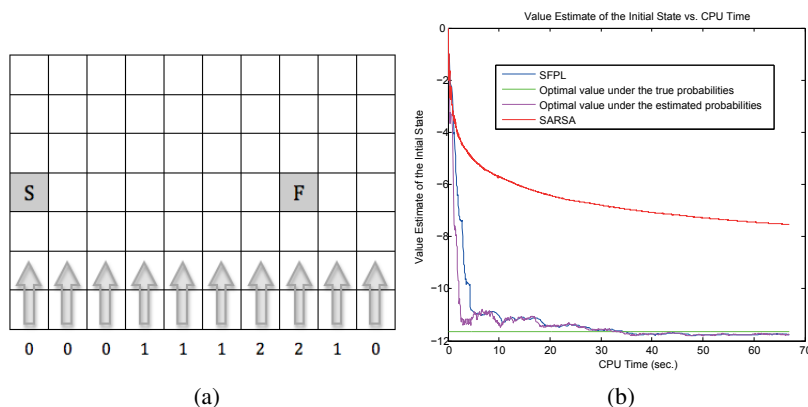 S
F
0 0 0 1 1 1 2 2 1 0
(a)
Value Estimate of the Initial State vs. CPU Time
Value Estimate of the Intial State
0
−2
−4
−6
−8
−10
−12
SFPL
Optimal value under the true probabilities
Optimal value under the estimated probabilities
SARSA
0 10 20 30 40 50 60 70
CPU Time (sec.)
(b)